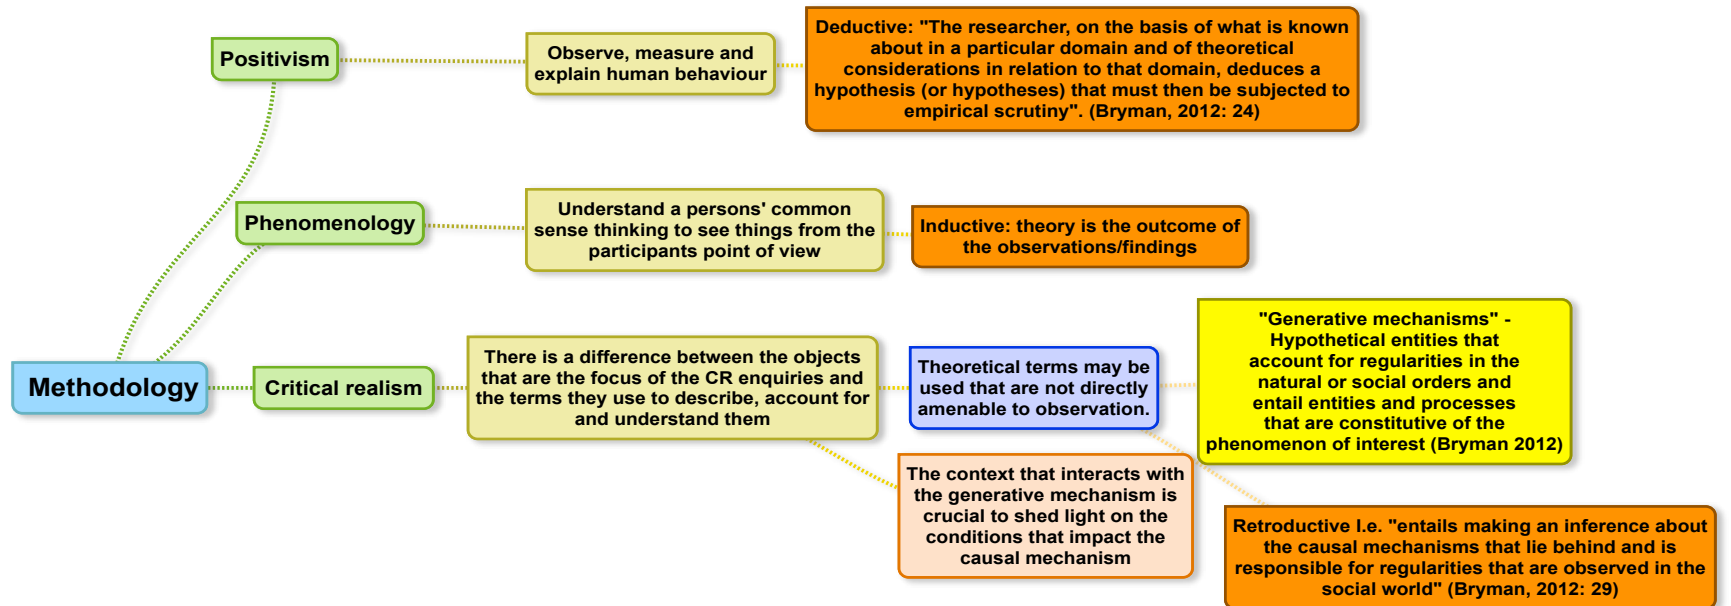 Positivism
Observe, measure and
explain human behaviour
Deductive: "The researcher, on the basis of what is known
about in a particular domain and of theoretical
considerations in relation to that domain, deduces a
hypothesis (or hypotheses) that must then be subjected to
empirical scrutiny". (Bryman, 2012: 24)
Phenomenology
Understand a persons' common
sense thinking to see things from the
participants point of view
Inductive: theory is the outcome of
the observations/findings
Methodology
Critical realism
There is a difference between the objects
that are the focus of the CR enquiries and
the terms they use to describe, account for
and understand them
Theoretical terms may be
used that are not directly
amenable to observation.
"Generative mechanisms" -
Hypothetical entities that
account for regularities in the
natural or social orders and
entail entities and processes
that are constitutive of the
phenomenon of interest (Bryman 2012)
The context that interacts with
the generative mechanism is
crucial to shed light on the
conditions that impact the
causal mechanism
Retroductive I.e. "entails making an inference about
the causal mechanisms that lie behind and is
responsible for regularities that are observed in the
social world" (Bryman, 2012: 29)